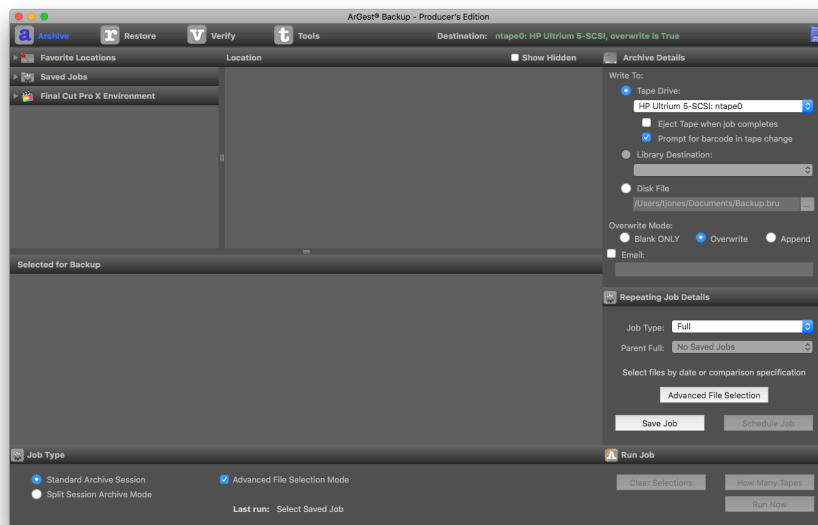 ArGest® Backup - Producer's Edition
a Archive r Restore v Verify t Tools Destination: ntape0: HP Ultrium 5-SCSI, overwrite is True
Favorite Locations Location Show Hidden Archive Details
Saved Jobs
Final Cut Pro X Environment
Write To:
Tape Drive:
HP Ultrium 5-SCSI: ntape0
Eject Tape when job completes
Prompt for barcode in tape change
Library Destination:
Disk File
/Users/tjones/Documents/Backup.bru ...
Overwrite Mode:
Blank ONLY Overwrite Append
Email:
Selected for Backup
Repeating Job Details
Job Type: Full
Parent Full: No Saved Jobs
Select files by date or comparison specification
Advanced File Selection
Save Job Schedule Job
Job Type A Run Job
Standard Archive Session Advanced File Selection Mode Clear Selections How Many Tapes
Split Session Archive Mode
Last run: Select Saved Job Run Now